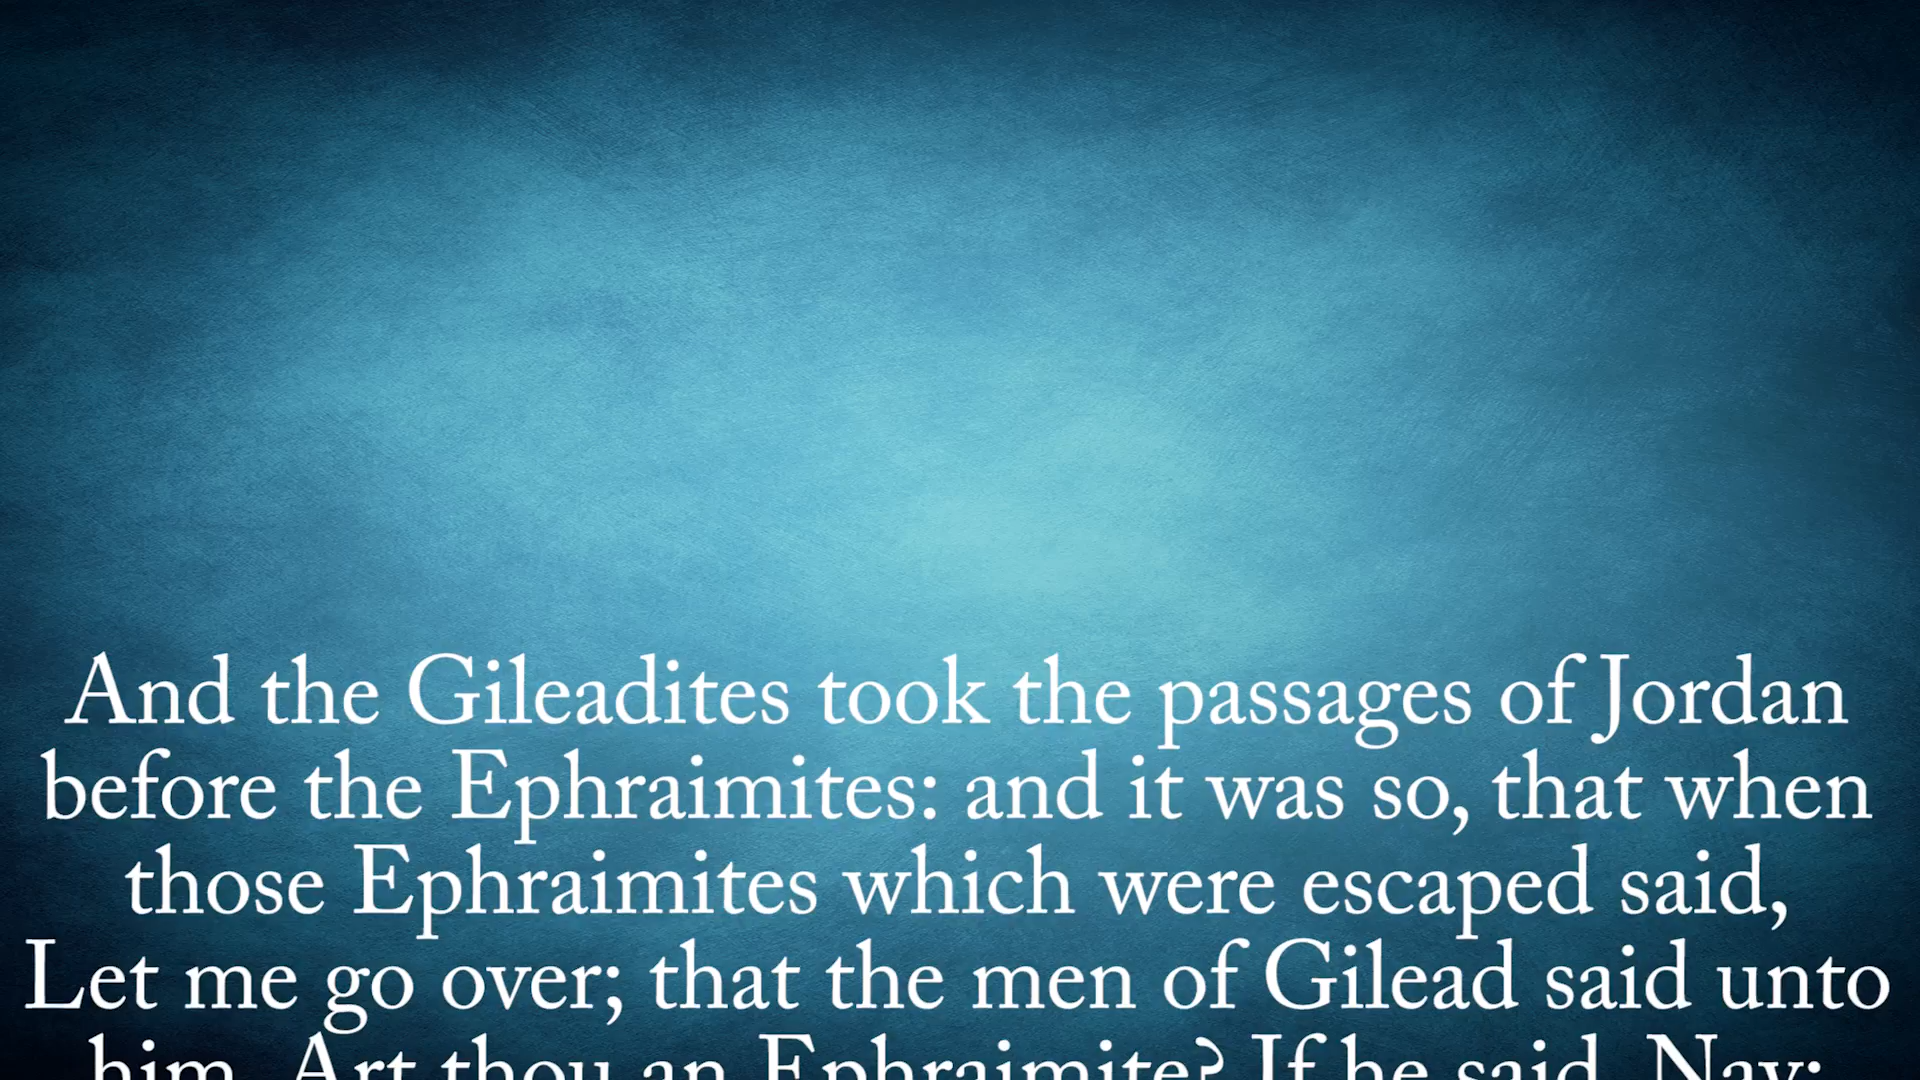 And the Gileadites took the passages of Jordan
before the Ephraimites: and it was so, that when
those Ephraimites which were escaped said,
Let me go over; that the men of Gilead said unto
him, Art thou an Ephraimite? If he said, Nay;